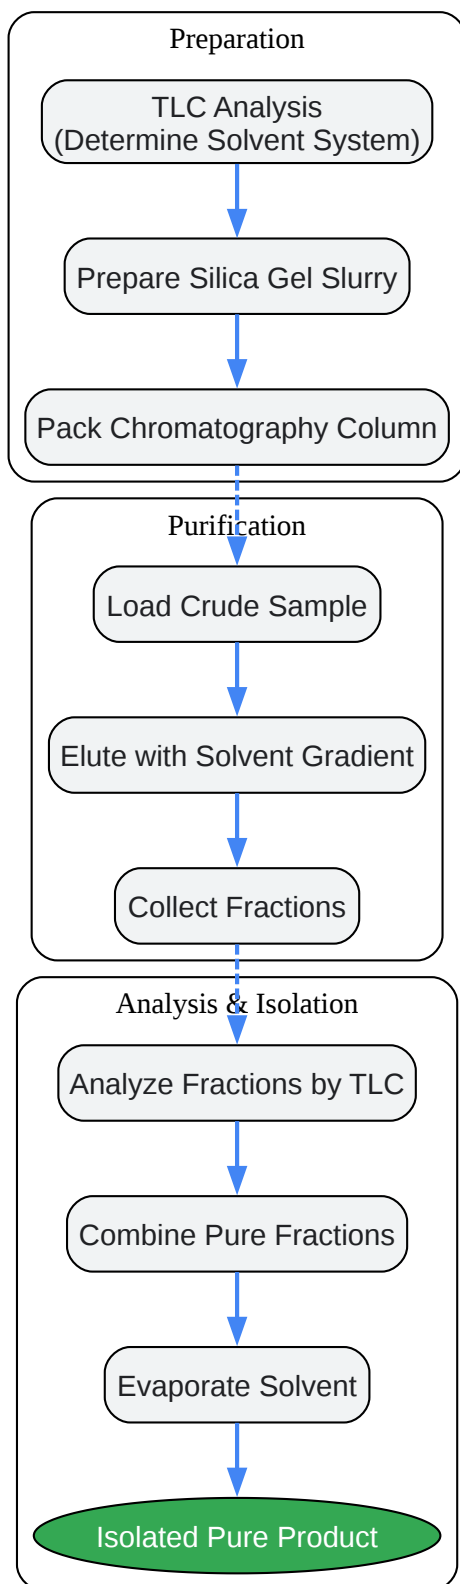 Preparation
TLC Analysis
(Determine Solvent System)
Prepare Silica Gel Slurry
Pack Chromatography Column
Purification
Load Crude Sample
Elute with Solvent Gradient
Collect Fractions
Analysis & Isolation
Analyze Fractions by TLC
Combine Pure Fractions
Evaporate Solvent
Isolated Pure Product